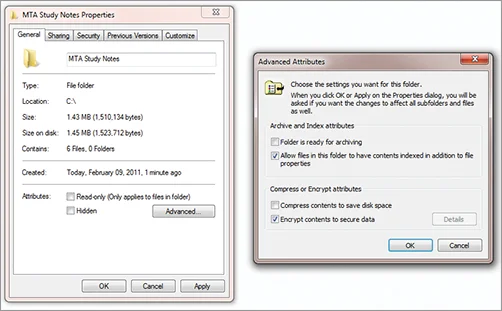 MTA Study Notes Properties
General
Sharing
Security
Previous Versions
Customize
MTA Study Notes
Type: File folder
Location: C:\
Size: 1.43 MB (1,510,134 bytes)
Size on disk: 1.45 MB (1,523,712 bytes)
Contains: 6 Files, 0 Folders
Created: Today, February 09, 2011, 1 minute ago
Attributes: Read-only (Only applies to files in folder)
Hidden
Advanced...
OK
Cancel
Apply
Advanced Attributes
Choose the settings you want for this folder.
When you click OK or Apply on the Properties dialog, you will be
asked if you want the changes to affect all subfolders and files
as well.
Archive and Index attributes
Folder is ready for archiving
Allow files in this folder to have contents indexed in addition to file
properties
Compress or Encrypt attributes
Compress contents to save disk space
Encrypt contents to secure data
Details
OK
Cancel